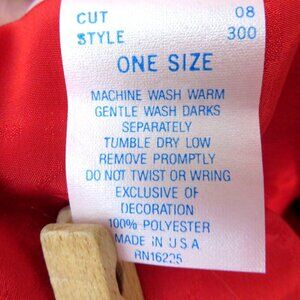 CUT 08
STYLE 300
ONE SIZE
MACHINE WASH WARM
GENTLE WASH DARKS
SEPARATELY
TUMBLE DRY LOW
REMOVE PROMPTLY
DO NOT TWIST OR WRING
EXCLUSIVE OF
DECORATION
100% POLYESTER
MADE IN U S A
RN16225